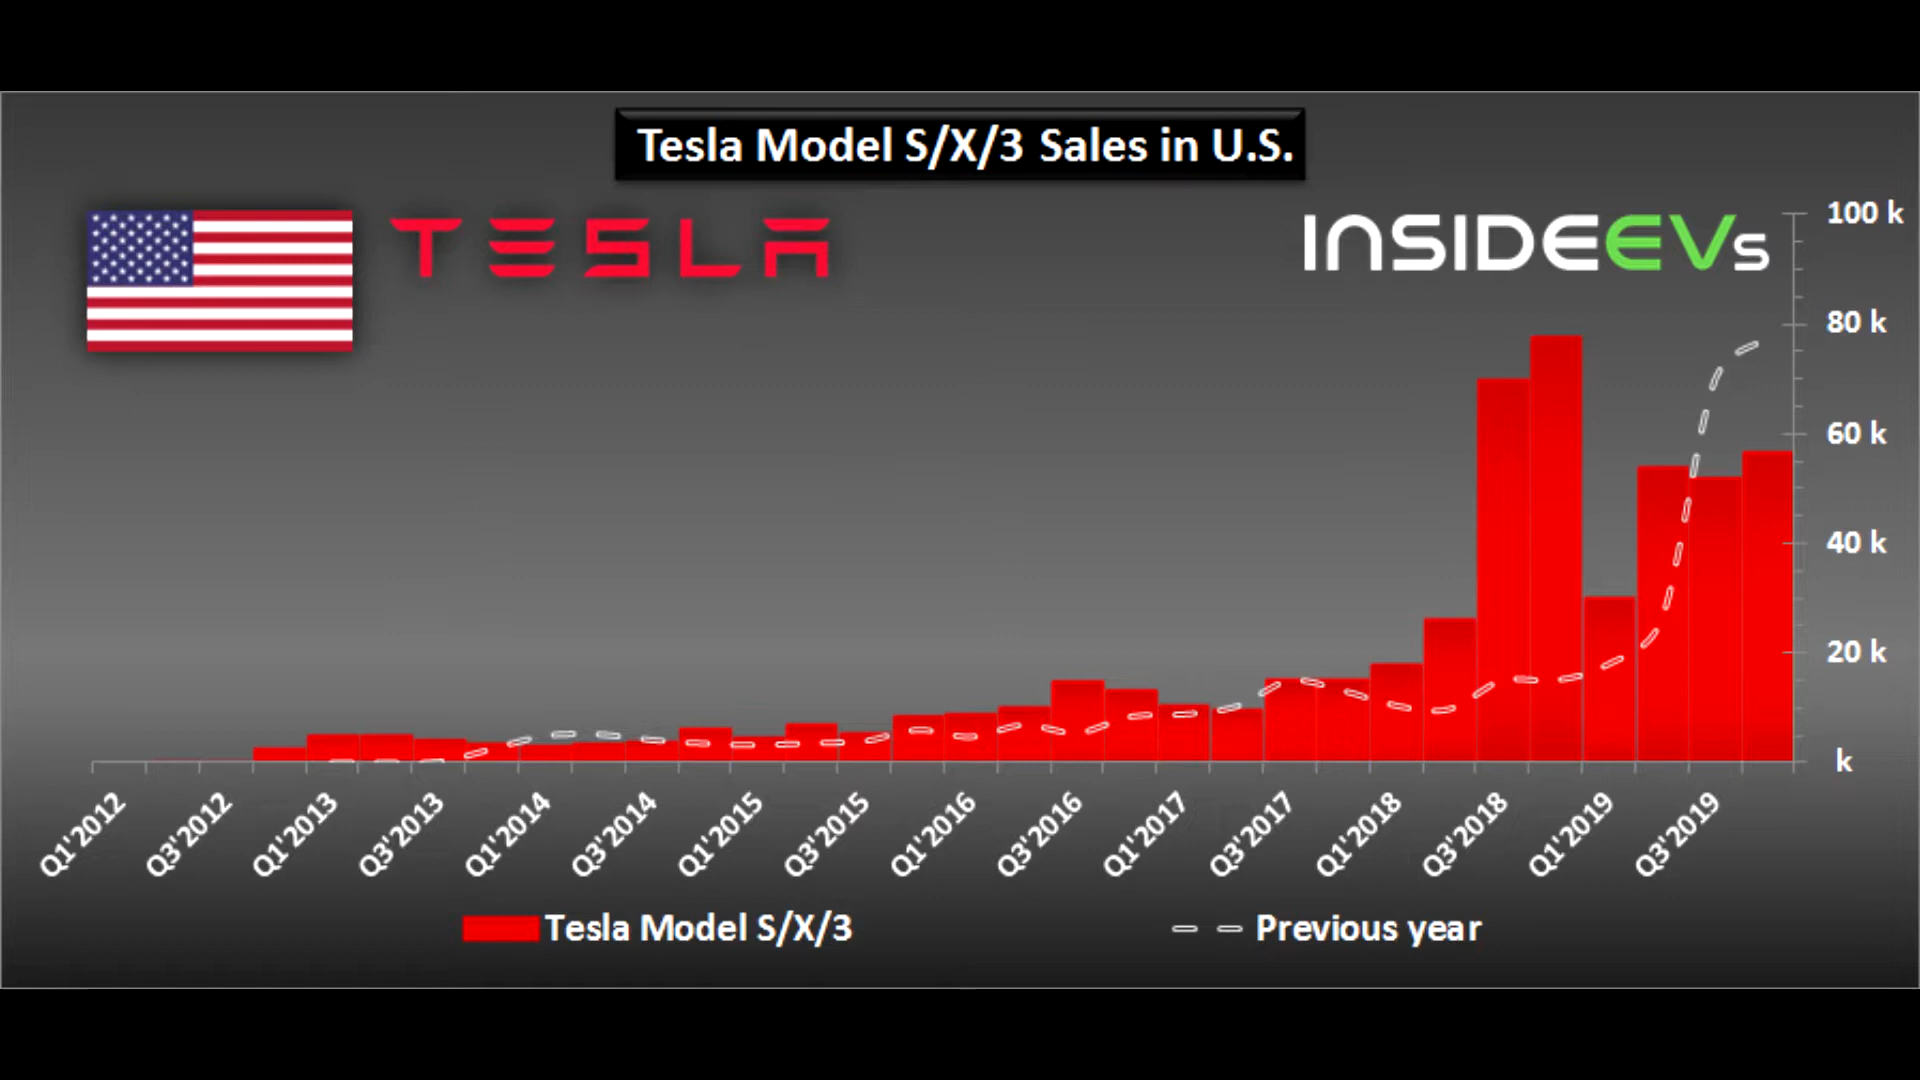 Tesla Model S/X/3 Sales in U.S.
TESLA
INSIDEEVs
100 k
80 k
60 k
40 k
20 k
k
Q1'2012
Q3'2012
Q1'2013
Q3'2013
Q1'2014
Q3'2014
Q1'2015
Q3'2015
Q1'2016
Q3'2016
Q1'2017
Q3'2017
Q1'2018
Q3'2018
Q1'2019
Q3'2019
Tesla Model S/X/3
Previous year